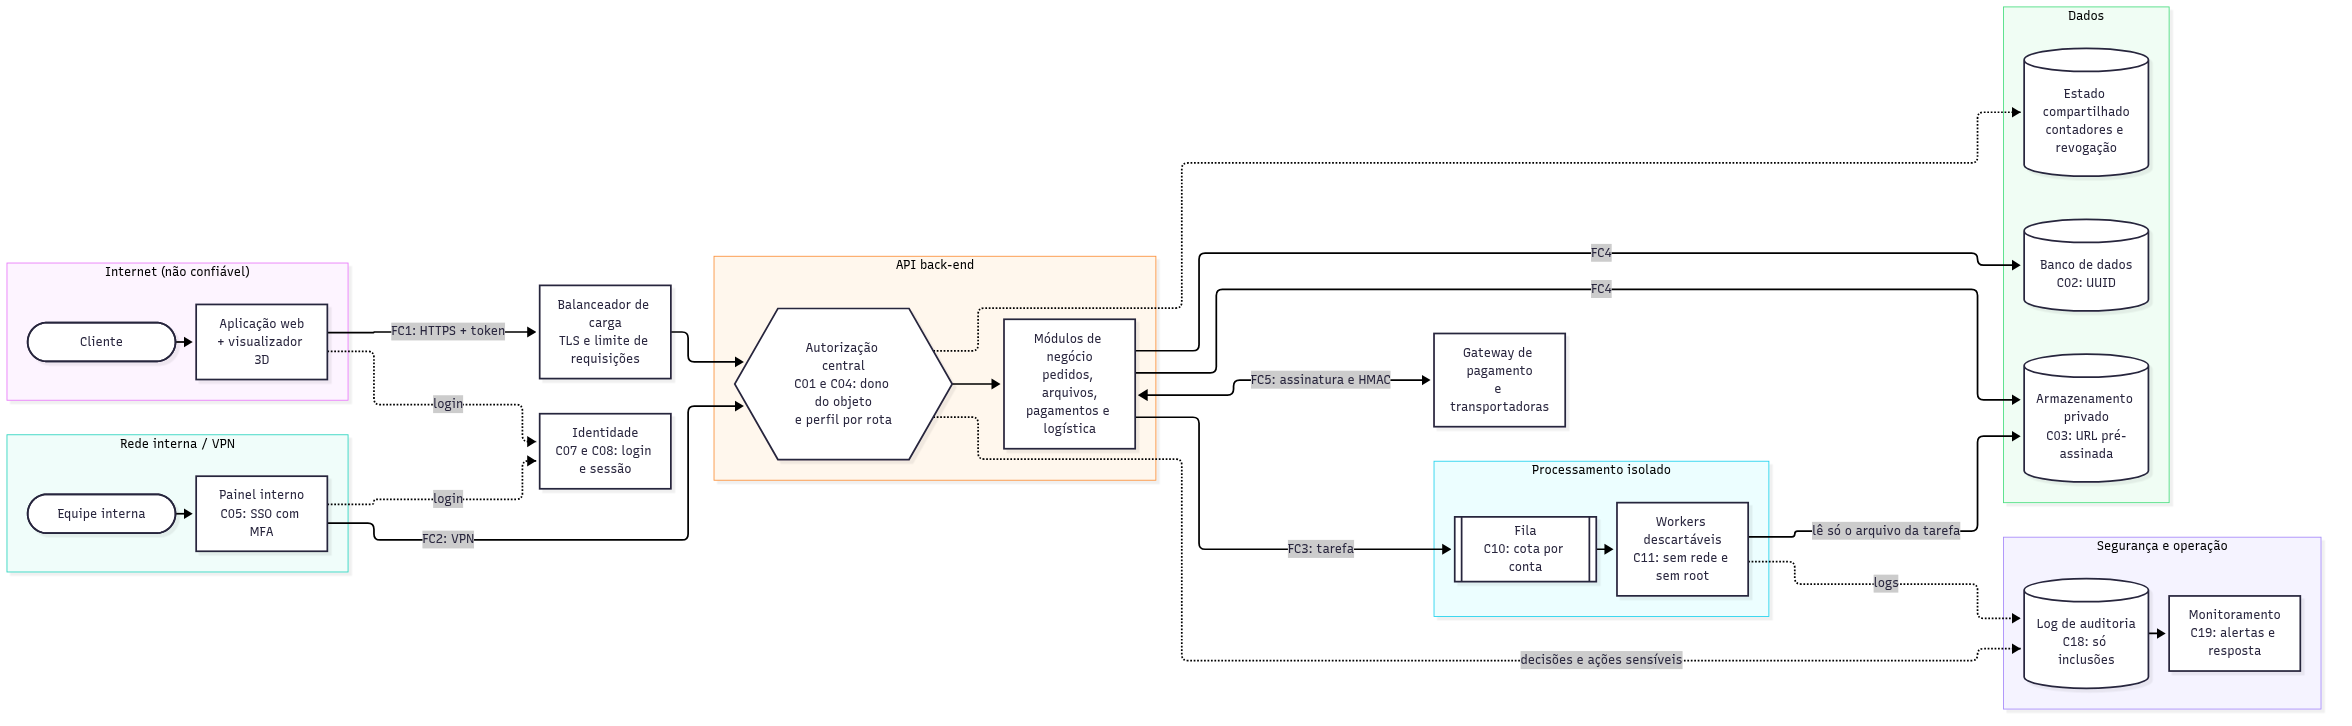 Internet (não confiável)
Cliente
Aplicação web
+ visualizador
3D
FC1: HTTPS + token
login
Rede interna / VPN
Equipe interna
Painel interno
C05: SSO com
MFA
login
FC2: VPN
Balanceador de
carga
TLS e limite de
requisições
Identidade
C07 e C08: login
e sessão
API back-end
Autorização
central
C01 e C04: dono
do objeto
e perfil por rota
Módulos de
negócio
pedidos,
arquivos,
pagamentos e
logística
FC4
FC4
FC5: assinatura e HMAC
Gateway de
pagamento
e
transportadoras
FC3: tarefa
Processamento isolado
Fila
C10: cota por
conta
Workers
descartáveis
C11: sem rede e
sem root
lê só o arquivo da tarefa
logs
decisões e ações sensíveis
Dados
Estado
compartilhado
contadores e
revogação
Banco de dados
C02: UUID
Armazenamento
privado
C03: URL pré-
assinada
Segurança e operação
Log de auditoria
C18: só
inclusões
Monitoramento
C19: alertas e
resposta